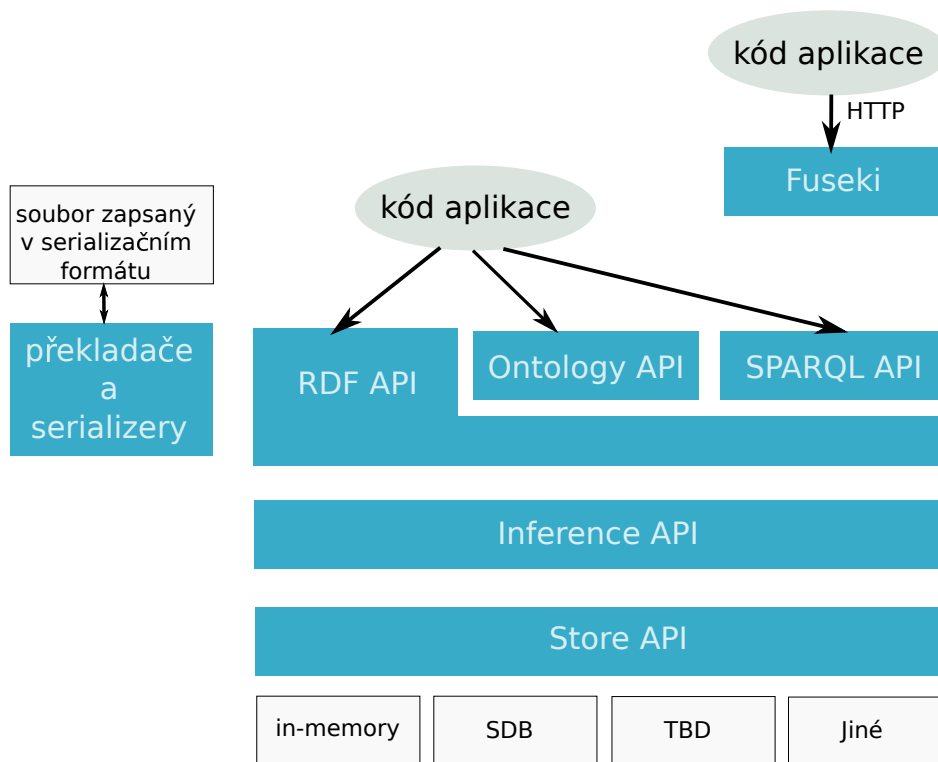 kód aplikace
HTTP
Fuseki
soubor zapsaný
v serializačním
formátu
kód aplikace
překladače
a
serializery
RDF API
Ontology API
SPARQL API
Inference API
Store API
in-memory
SDB
TBD
Jiné